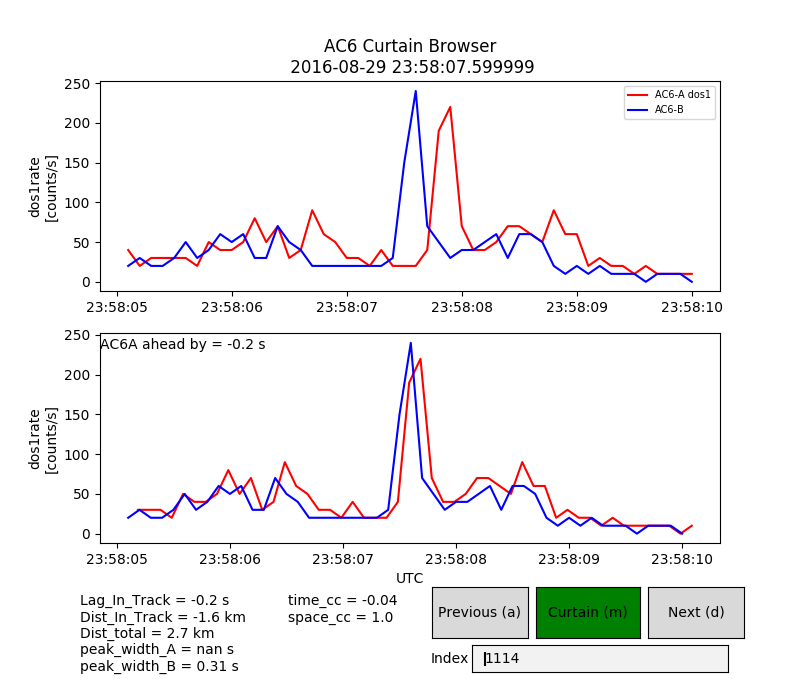 AC6 Curtain Browser
2016-08-29 23:58:07.599999
250
200
150
100
50
0
dos1rate
[counts/s]
AC6-A dos1
AC6-B
23:58:05 23:58:06 23:58:07 23:58:08 23:58:09 23:58:10
AC6A ahead by = -0.2 s
250
200
150
100
50
0
dos1rate
[counts/s]
23:58:05 23:58:06 23:58:07 23:58:08 23:58:09 23:58:10
UTC
Lag_In_Track = -0.2 s
Dist_In_Track = -1.6 km
Dist_total = 2.7 km
peak_width_A = nan s
peak_width_B = 0.31 s
time_cc = -0.04
space_cc = 1.0
Previous (a)
Curtain (m)
Next (d)
Index 1114